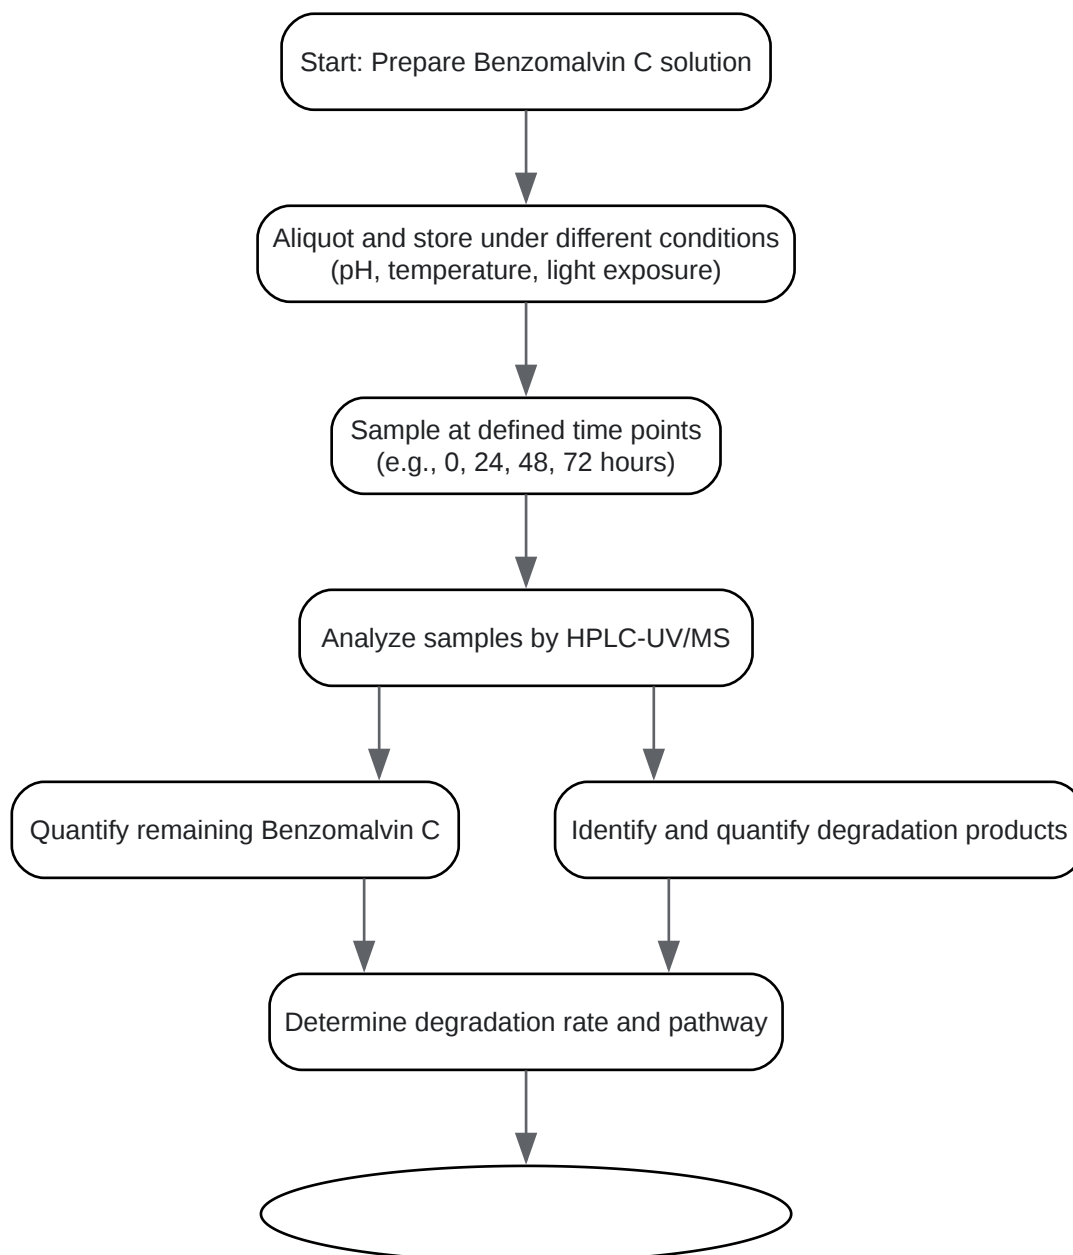 Start: Prepare Benzomalvin C solution
Aliquot and store under different conditions
(pH, temperature, light exposure)
Sample at defined time points
(e.g., 0, 24, 48, 72 hours)
Analyze samples by HPLC-UV/MS
Quantify remaining Benzomalvin C
Identify and quantify degradation products
Determine degradation rate and pathway